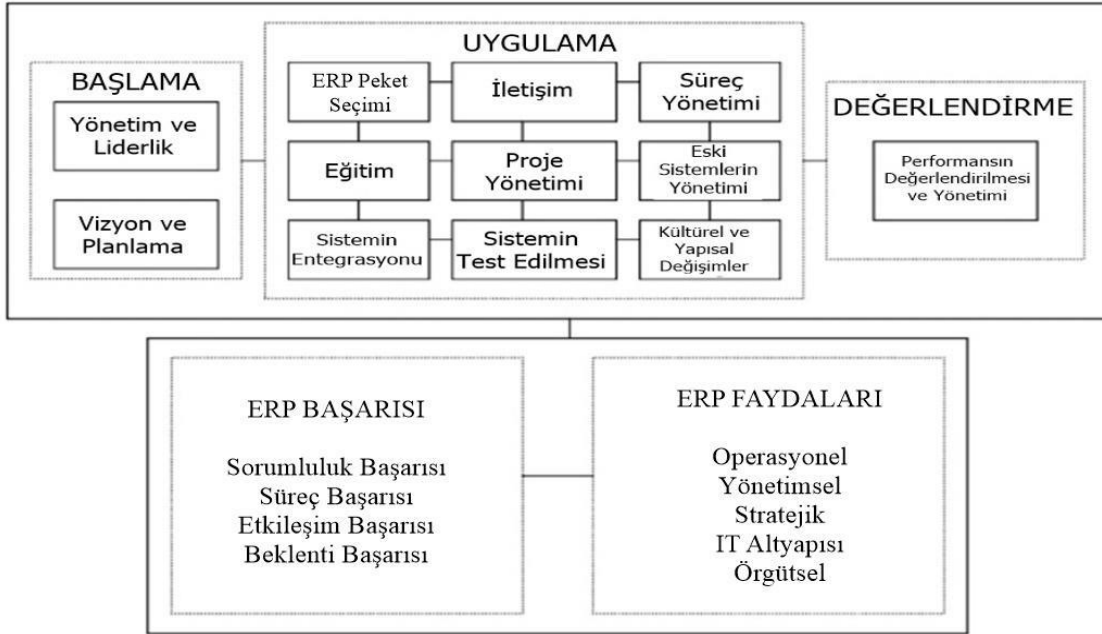 BAŞLAMA
Yönetim ve
Liderlik
Vizyon ve
Planlama
UYGULAMA
ERP Peket
Seçimi
İletişim
Süreç
Yönetimi
Eğitim
Proje
Yönetimi
Eski
Sistemlerin
Yönetimi
Sistemin
Entegrasyonu
Sistemin
Test Edilmesi
Kültürel ve
Yapısal
Değişimler
DEĞERLENDİRME
Performansın
Değerlendirilmesi
ve Yönetimi
ERP BAŞARISI
Sorumluluk Başarısı
Süreç Başarısı
Etkileşim Başarısı
Beklenti Başarısı
ERP FAYDALARI
Operasyonel
Yönetimsel
Stratejik
IT Altyapısı
Örgütsel